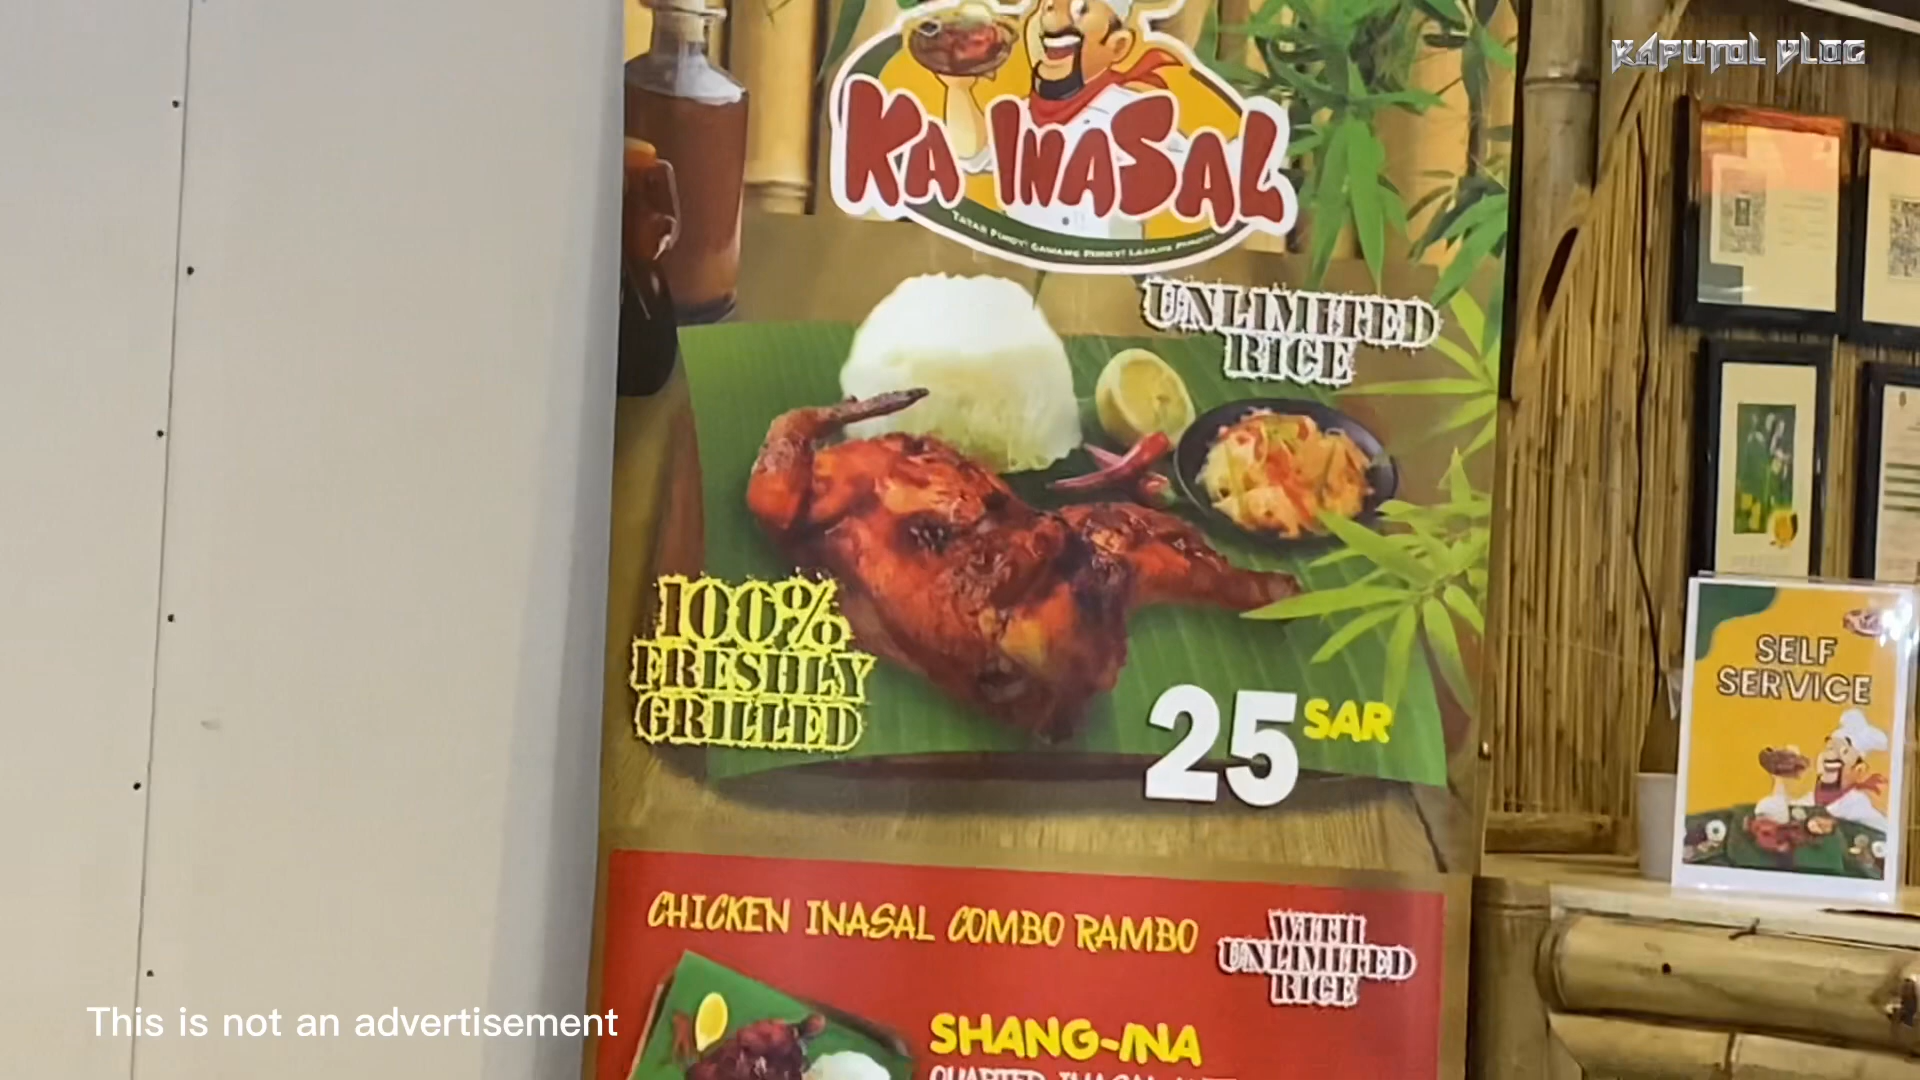 KAPUTOL VLOG
KA INASAL
UNLIMITED
RICE
100%
FRESHLY
GRILLED
25 SAR
SELF
SERVICE
CHICKEN INASAL COMBO RAMBO
WITH
UNLIMITED
RICE
SHANG-INA
This is not an advertisement